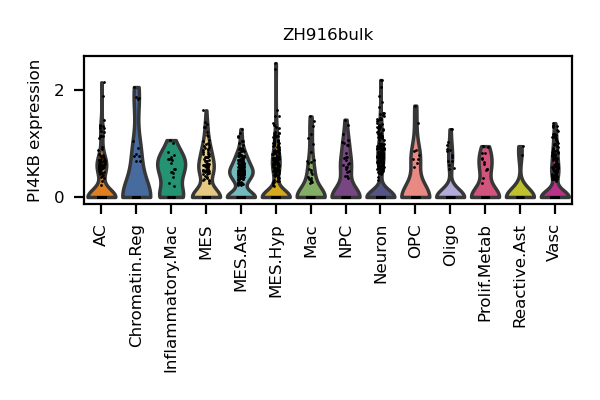 ZH916bulk
PI4KB expression
2
0
AC
Chromatin.Reg
Inflammatory.Mac
MES
MES.Ast
MES.Hyp
Mac
NPC
Neuron
OPC
Oligo
Prolif.Metab
Reactive.Ast
Vasc